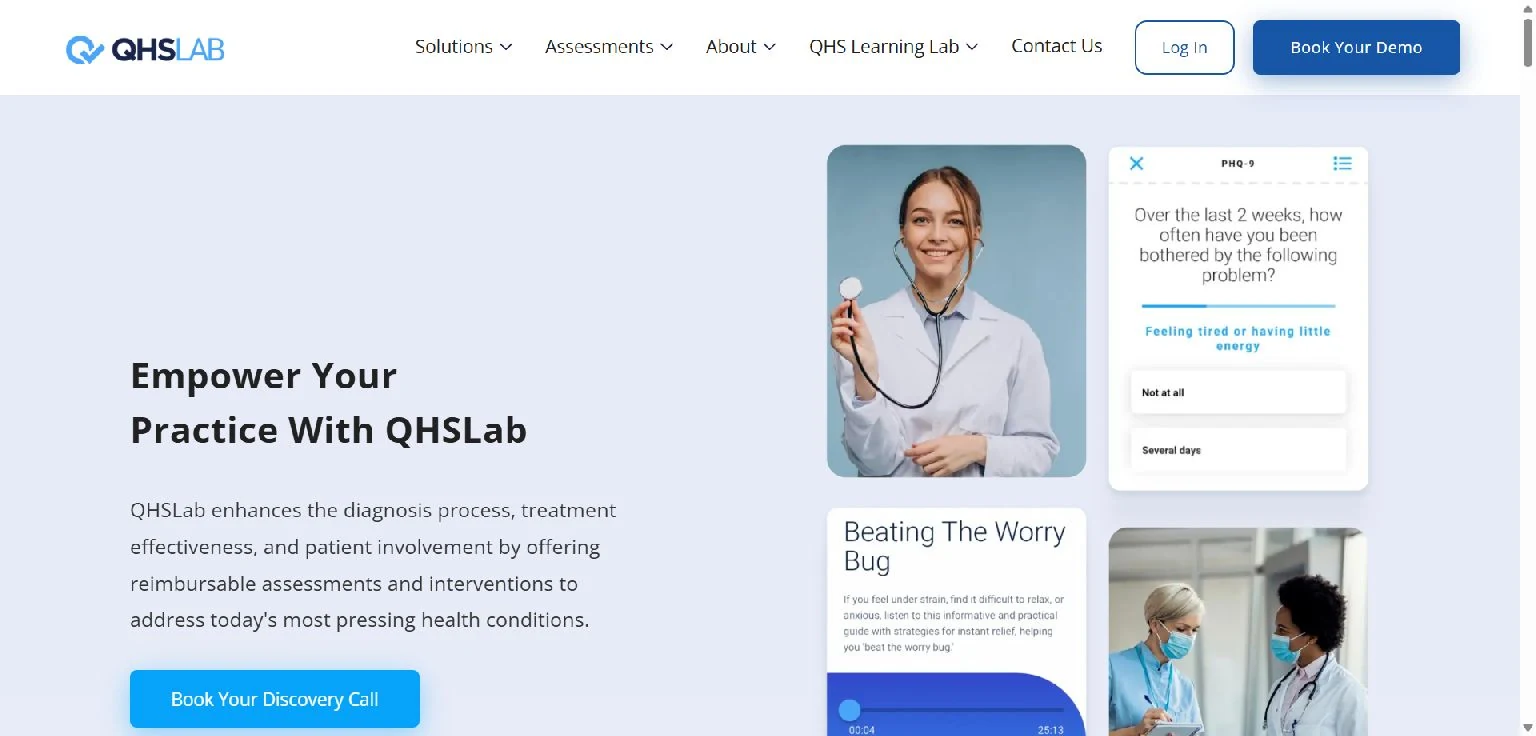 QHSLAB
Solutions
Assessments
About
QHS Learning Lab
Contact Us
Log In
Book Your Demo
Empower Your
Practice With QHSLab
QHSLab enhances the diagnosis process, treatment
effectiveness, and patient involvement by offering
reimbursable assessments and interventions to
address today's most pressing health conditions.
Book Your Discovery Call
PHQ-9
Over the last 2 weeks, how
often have you been
bothered by the following
problem?
Feeling tired or having little
energy
Not at all
Several days
Beating The Worry
Bug
If you feel under strain, find it difficult to relax, or
anxious, listen to this informative and practical
guide with strategies for instant relief, helping
you 'beat the worry bug.'
00:04
25:13